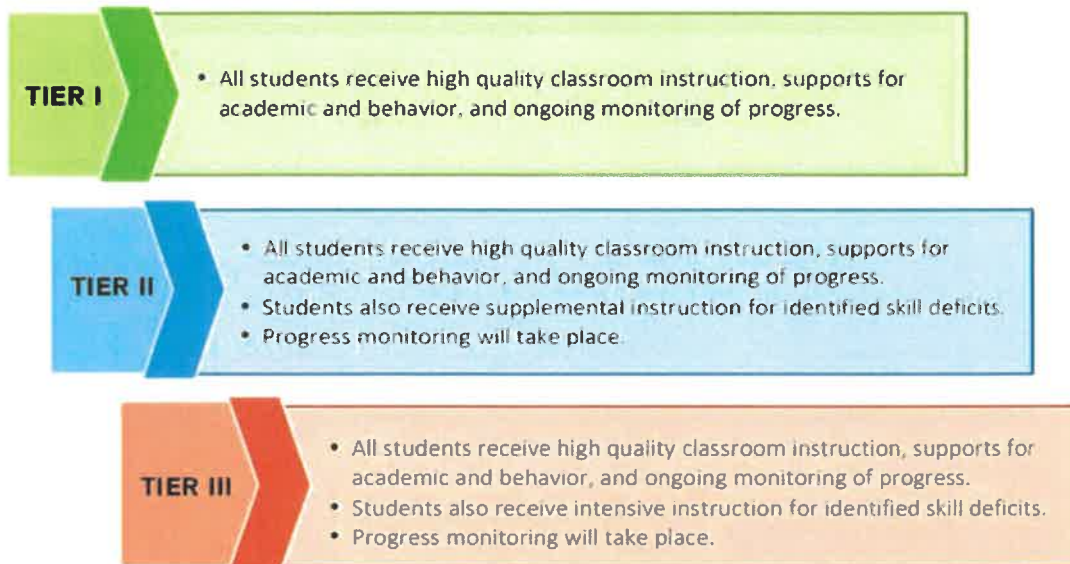 TIER I
• All students receive high quality classroom instruction, supports for
academic and behavior, and ongoing monitoring of progress.
TIER II
• All students receive high quality classroom instruction, supports for
academic and behavior, and ongoing monitoring of progress.
• Students also receive supplemental instruction for identified skill deficits.
• Progress monitoring will take place.
TIER III
• All students receive high quality classroom instruction, supports for
academic and behavior, and ongoing monitoring of progress.
• Students also receive intensive instruction for identified skill deficits.
• Progress monitoring will take place.